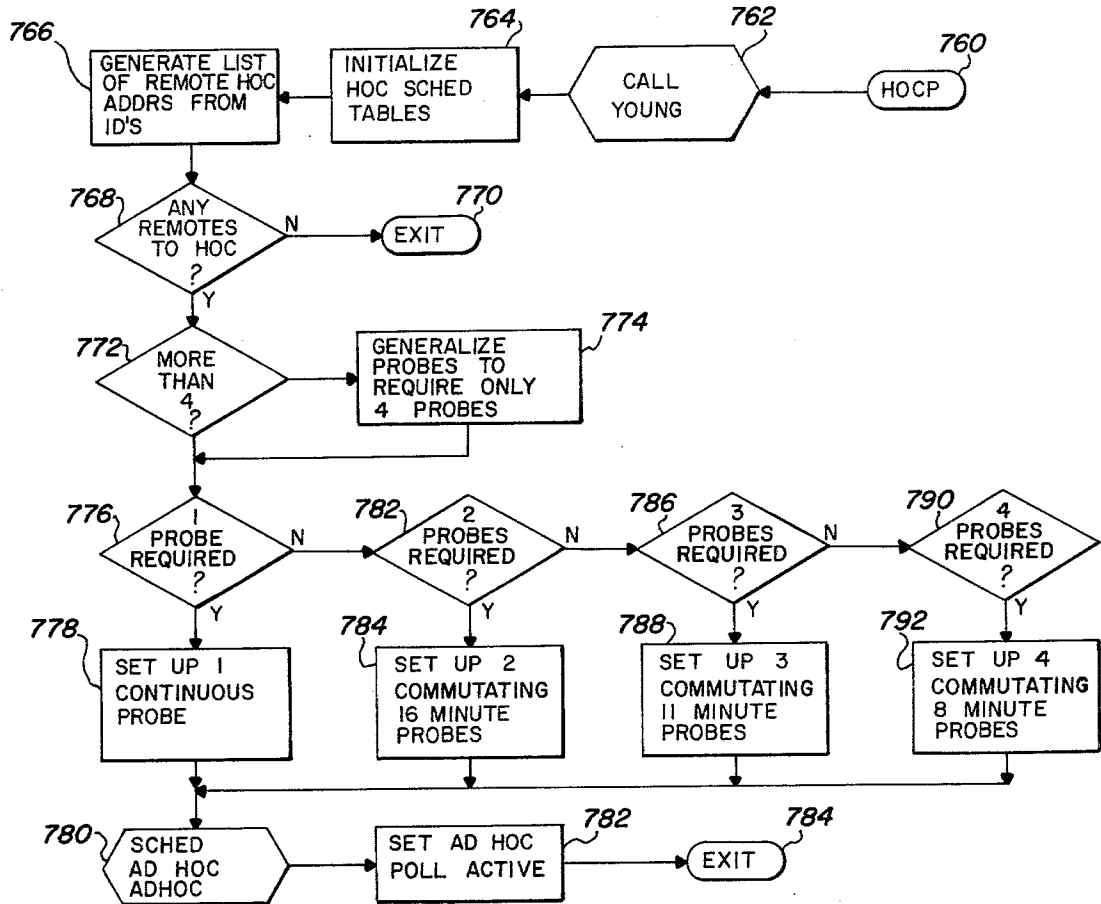 766
GENERATE LIST
OF REMOTE HOC
ADDRS FROM
ID'S
764
INITIALIZE
HOC SCHED
TABLES
762
CALL
YOUNG
760
HOCP
768
ANY
REMOTES
TO HOC
?
N
Y
770
EXIT
772
MORE
THAN
4
?
774
GENERALIZE
PROBES TO
REQUIRE ONLY
4 PROBES
776
1
PROBE
REQUIRED
?
N
Y
782
2
PROBES
REQUIRED
?
N
Y
786
3
PROBES
REQUIRED
?
N
Y
790
4
PROBES
REQUIRED
?
Y
778
SET UP 1
CONTINUOUS
PROBE
784
SET UP 2
COMMUTATING
16 MINUTE
PROBES
788
SET UP 3
COMMUTATING
11 MINUTE
PROBES
792
SET UP 4
COMMUTATING
8 MINUTE
PROBES
780
SCHED
AD HOC
ADHOC
782
SET AD HOC
POLL ACTIVE
784
EXIT